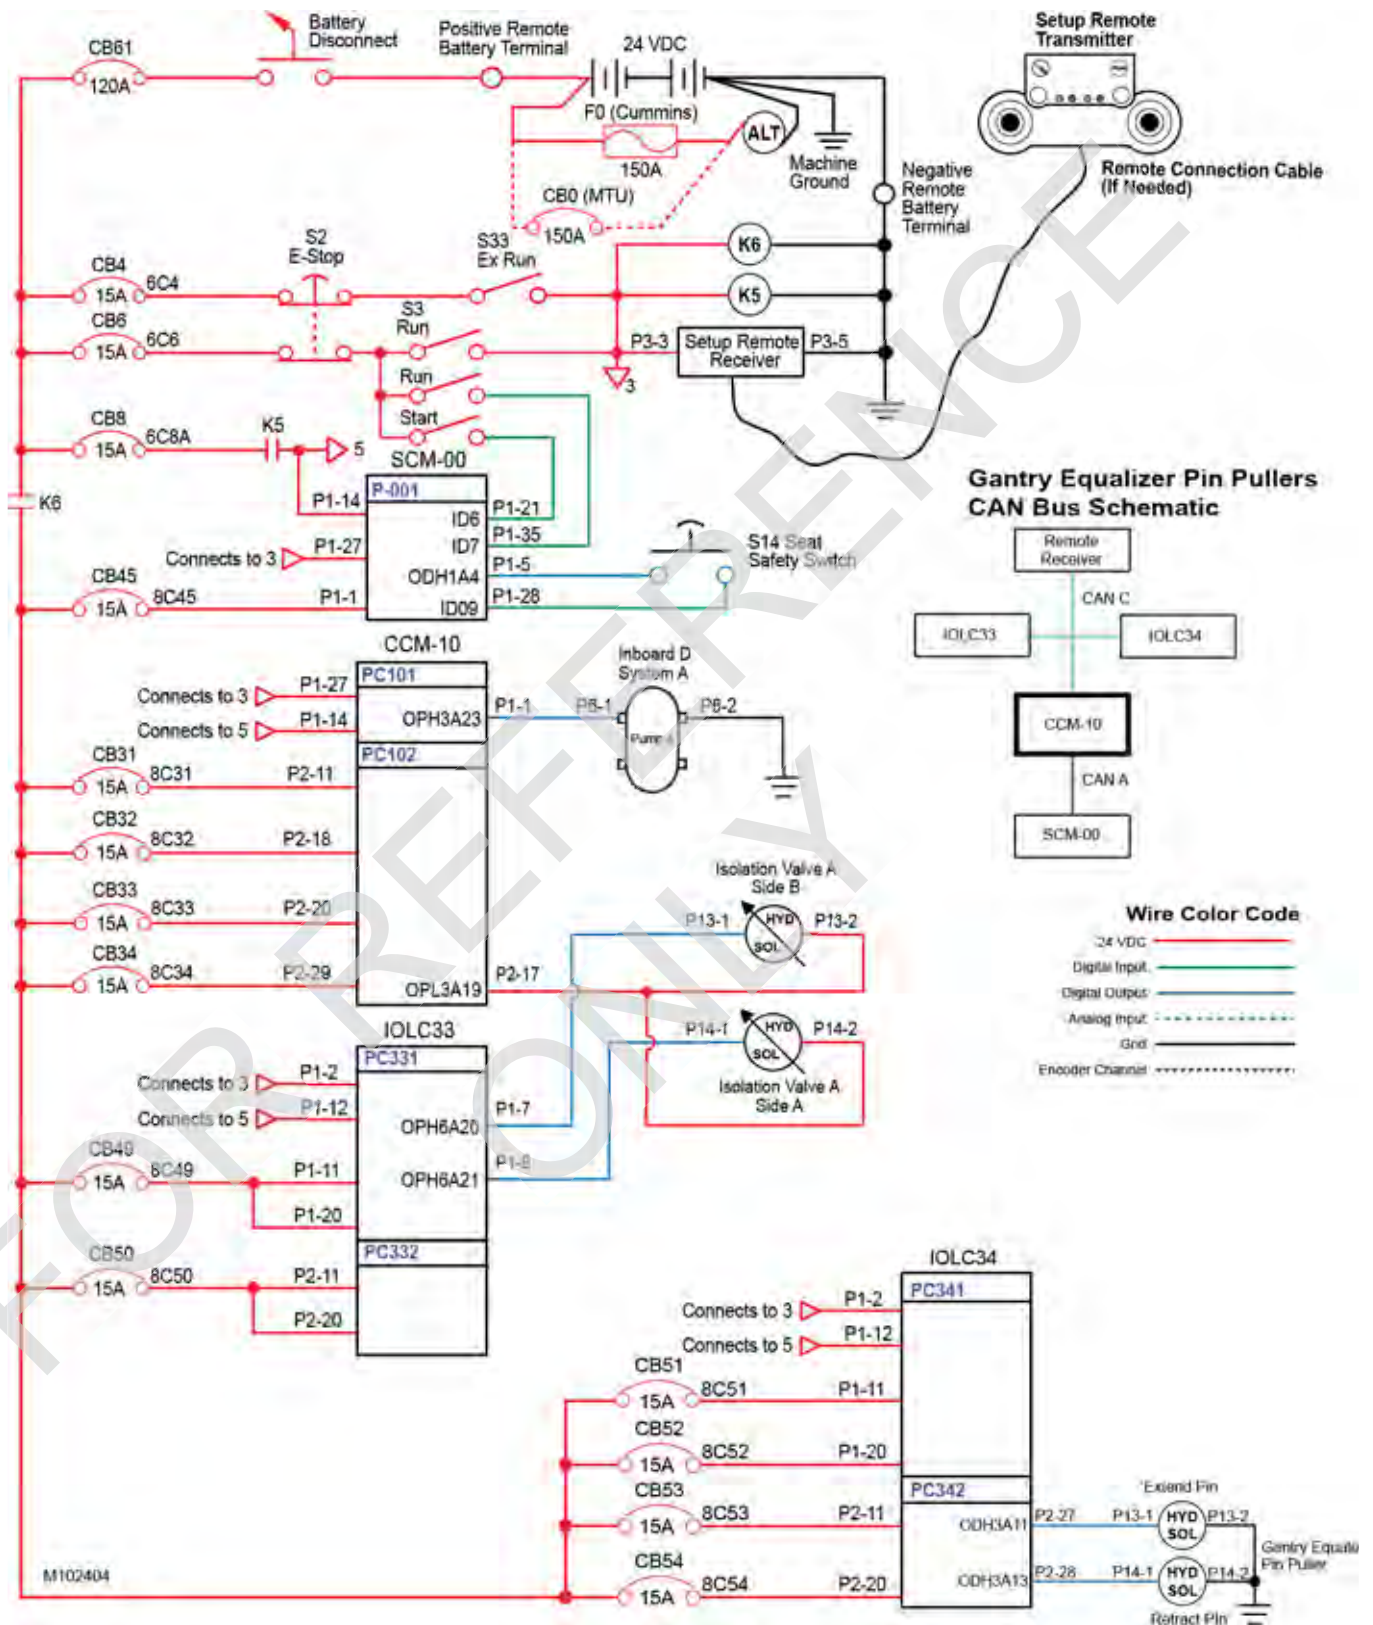 Battery
Disconnect
Positive Remote
Battery Terminal
24 VDC
Setup Remote
Transmitter
CB61
120A
F0 (Cummins)
150A
ALT
Machine
Ground
Negative
Remote
Battery
Terminal
Remote Connection Cable
(If Needed)
CB0 (MTU)
150A
S2
E-Stop
S33
Ex Run
K6
CB4
15A
6C4
K5
CB6
15A
6C6
S3
Run
P3-3
Setup Remote
Receiver
P3-5
3
Run
Start
CB8
15A
6C8A
K5
5
K6
SCM-00
P-001
P1-14
P1-27
Connects to 3
CB45
15A
8C45
P1-1
ID6
ID7
ODH1A4
ID09
P1-21
P1-35
P1-5
P1-28
S14 Seat
Safety Switch
Gantry Equalizer Pin Pullers
CAN Bus Schematic
Remote
Receiver
CAN C
IOLC33
IOLC34
CCM-10
CAN A
SCM-00
CCM-10
PC101
Connects to 3
P1-27
Connects to 5
P1-14
OPH3A23
P1-1
Inboard D
System A
P6-1
P6-2
Pump 4
PC102
CB31
15A
8C31
P2-11
CB32
15A
8C32
P2-18
CB33
15A
8C33
P2-20
CB34
15A
8C34
P2-29
OPL3A19
P2-17
Isolation Valve A
Side B
P13-1
HYD
SOL
P13-2
P14-1
HYD
SOL
P14-2
Isolation Valve A
Side A
Wire Color Code
24 VDC
Digital Input
Digital Output
Analog Input
Gnd
Encoder Channel
IOLC33
PC331
Connects to 3
P1-2
Connects to 5
P1-12
OPH6A20
P1-7
OPH6A21
P1-8
CB49
15A
8C49
P1-11
P1-20
CB50
15A
8C50
PC332
P2-11
P2-20
IOLC34
PC341
Connects to 3
P1-2
Connects to 5
P1-12
CB51
15A
8C51
P1-11
CB52
15A
8C52
P1-20
CB53
15A
8C53
P2-11
CB54
15A
8C54
P2-20
PC342
ODH3A11
P2-27
ODH3A13
P2-28
Extend Pin
P13-1
HYD
SOL
P13-2
P14-1
HYD
SOL
P14-2
Gentry Equali
Pin Puller
Retract Pin
M102404
FOR REFERENCE
ONLY